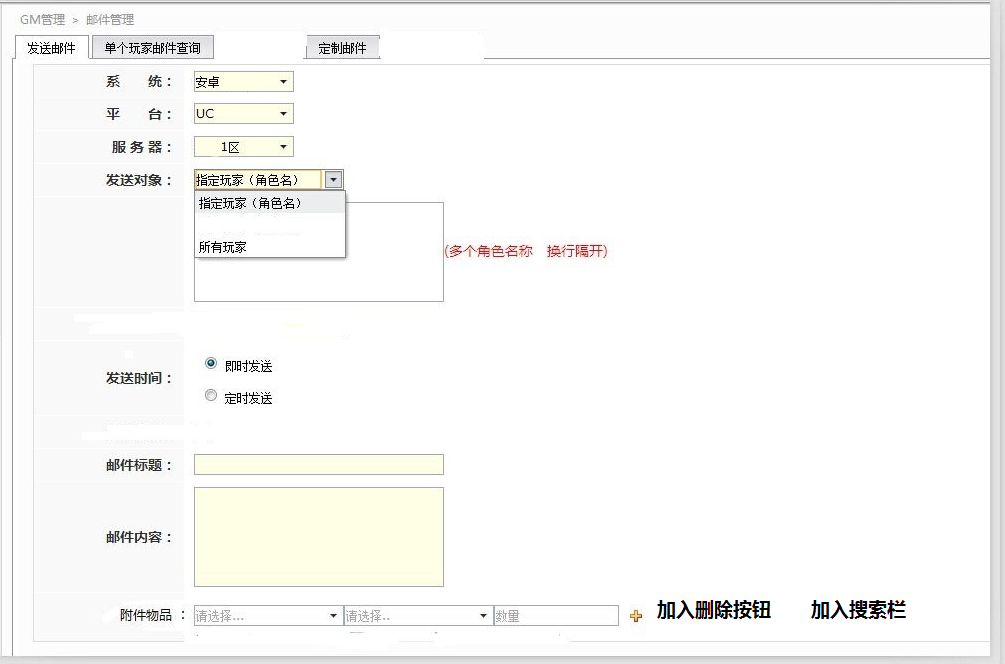 GM管理 > 邮件管理
发送邮件 单个玩家邮件查询 定制邮件
系 统： 安卓
平 台： UC
服 务 器： 1区
发送对象： 指定玩家（角色名）
指定玩家（角色名）
所有玩家
(多个角色名称 换行隔开)
发送时间： 即时发送
定时发送
邮件标题：
邮件内容：
附件物品 : 请选择... 请选择.. 数量 加入删除按钮 加入搜索栏